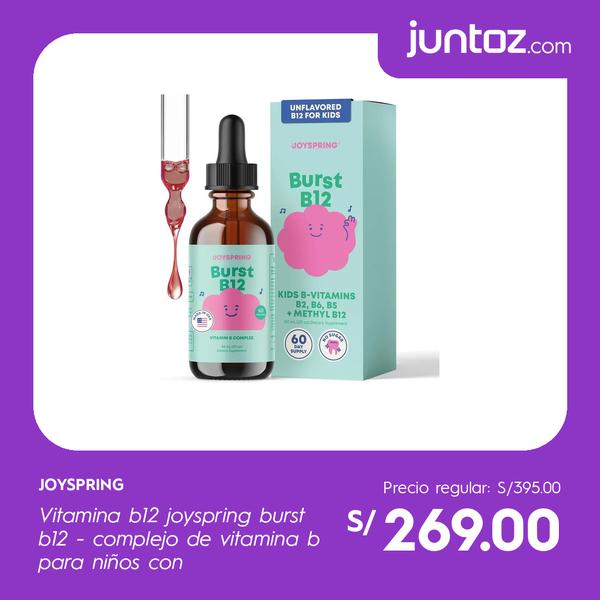 juntoz.com
UNFLAVORED
B12 FOR KIDS
JOYSPRING
Burst
B12
KIDS B-VITAMINS
B2, B6, B5
+ METHYL B12
60
DAY
SUPPLY
NO SUGAR
JOYSPRING
Burst
B12
VITAMIN B COMPLEX
JOYSPRING
Vitamina b12 joyspring burst
b12 - complejo de vitamina b
para niños con
Precio regular: S/395.00
S/ 269.00